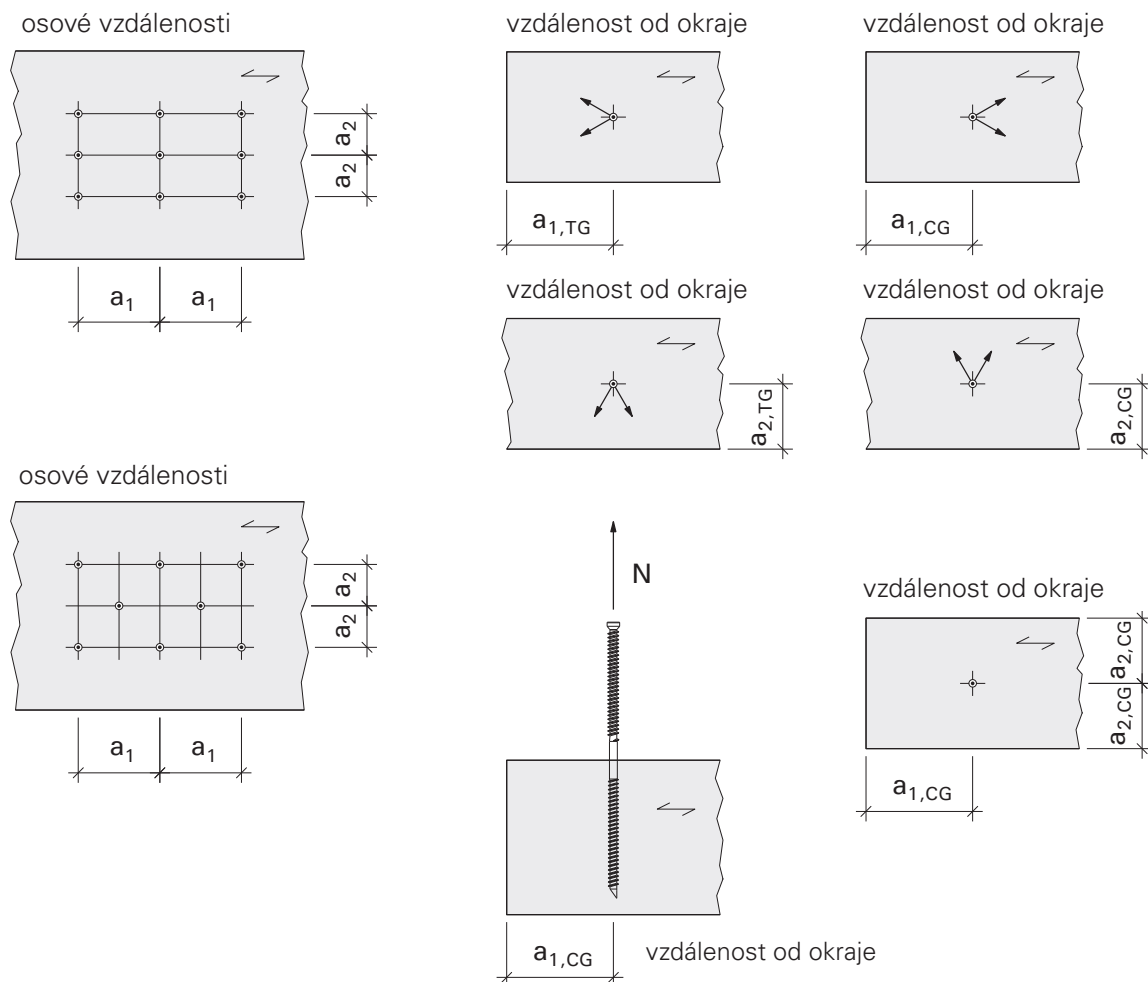 osové vzdálenosti
a2
a2
a1 a1
vzdálenost od okraje
a1,TG
vzdálenost od okraje
a1,CG
vzdálenost od okraje
a2,TG
vzdálenost od okraje
a2,CG
osové vzdálenosti
a2
a2
a1 a1
N
a1,CG
vzdálenost od okraje
vzdálenost od okraje
a2,CG
a2,CG
a1,CG